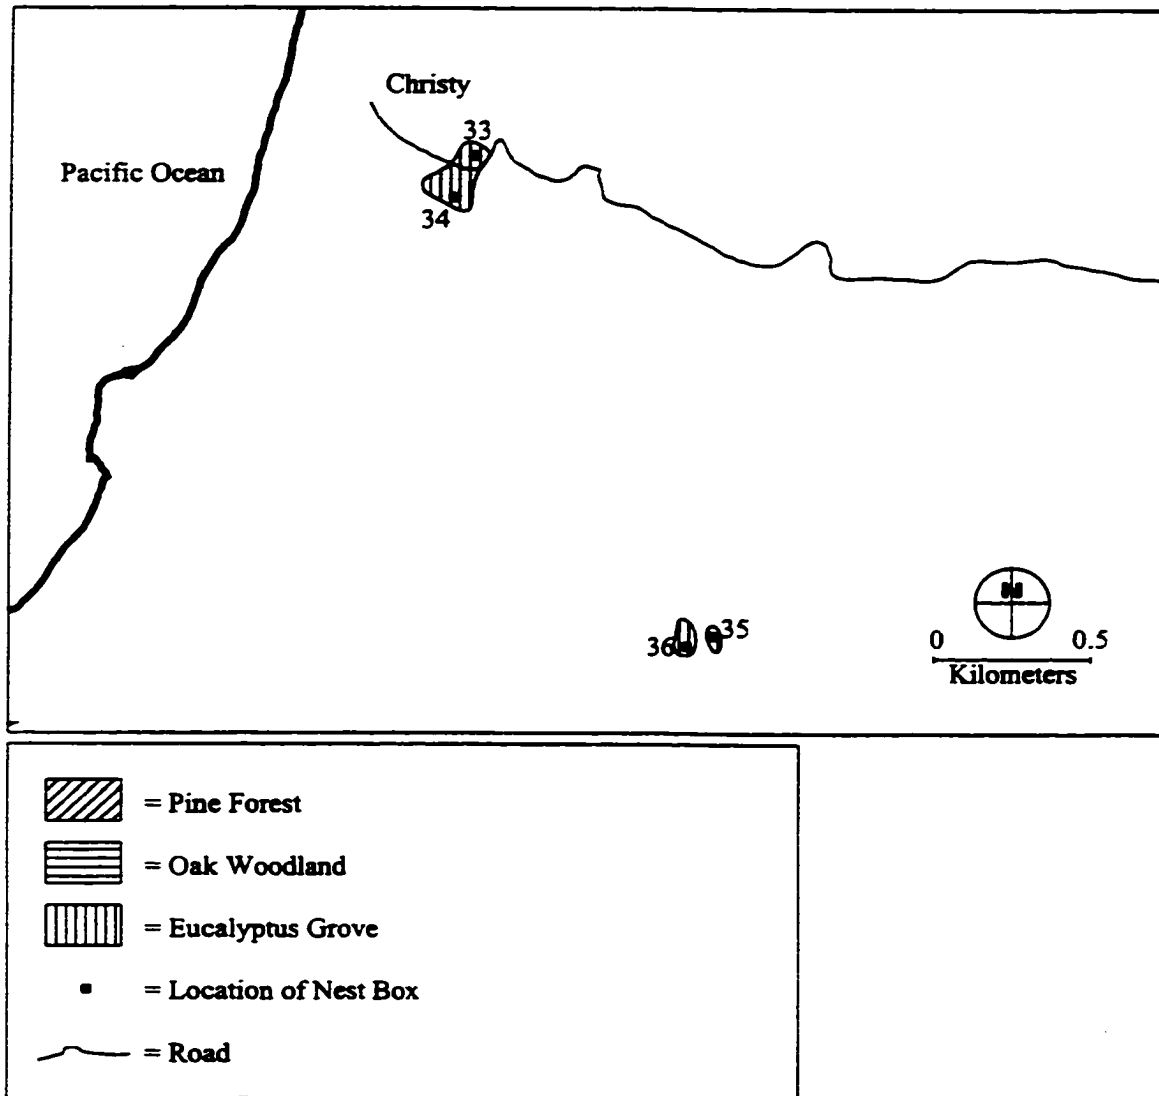 Christy
33
Pacific Ocean
34
N
35
36
0 0.5
Kilometers
= Pine Forest
= Oak Woodland
= Eucalyptus Grove
= Location of Nest Box
= Road